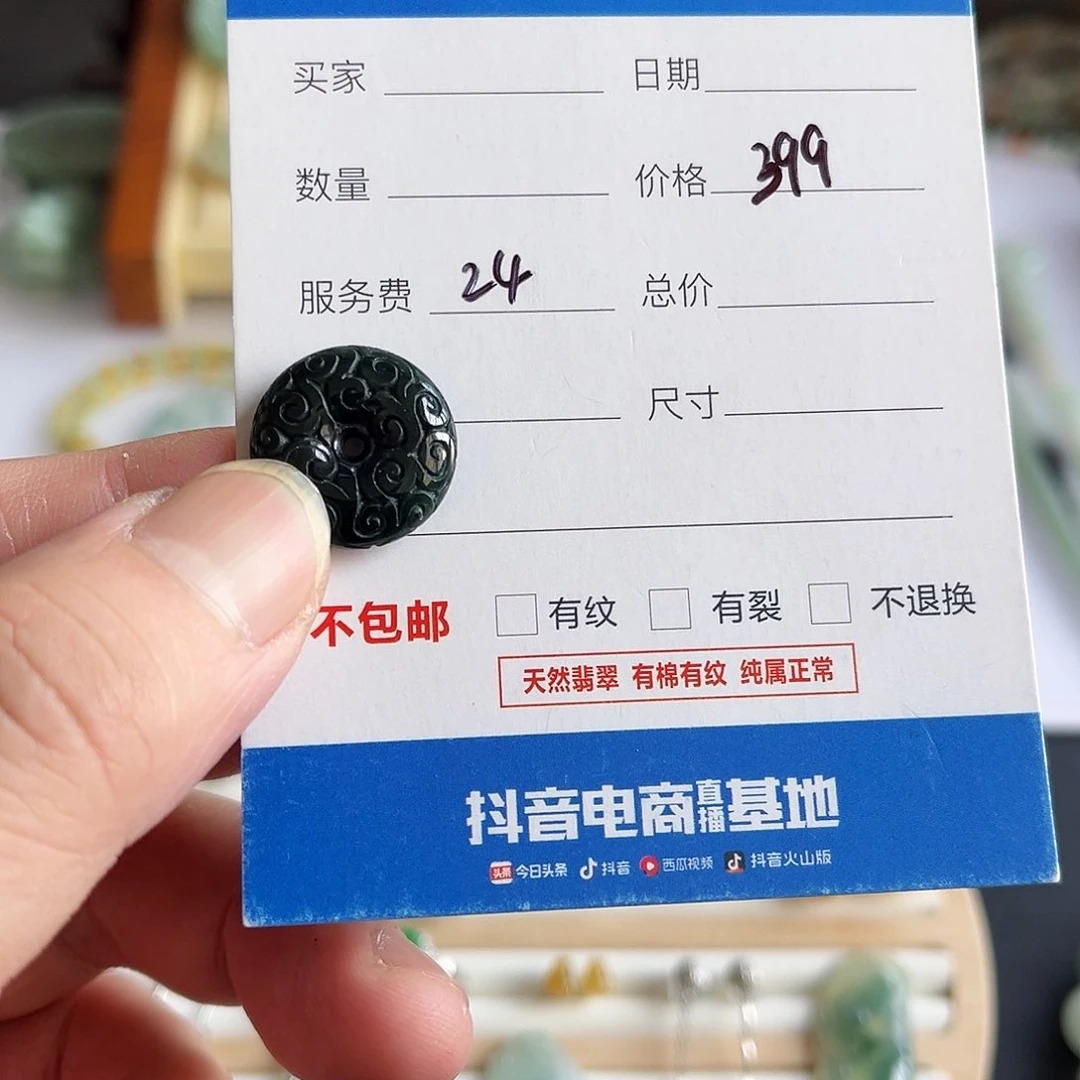 买家 日期
数量 价格 399
服务费 24 总价
尺寸
不包邮 有纹 有裂 不退换
天然翡翠 有棉有纹 纯属正常
抖音电商直播基地
头条 今日头条 抖音 西瓜视频 抖音火山版